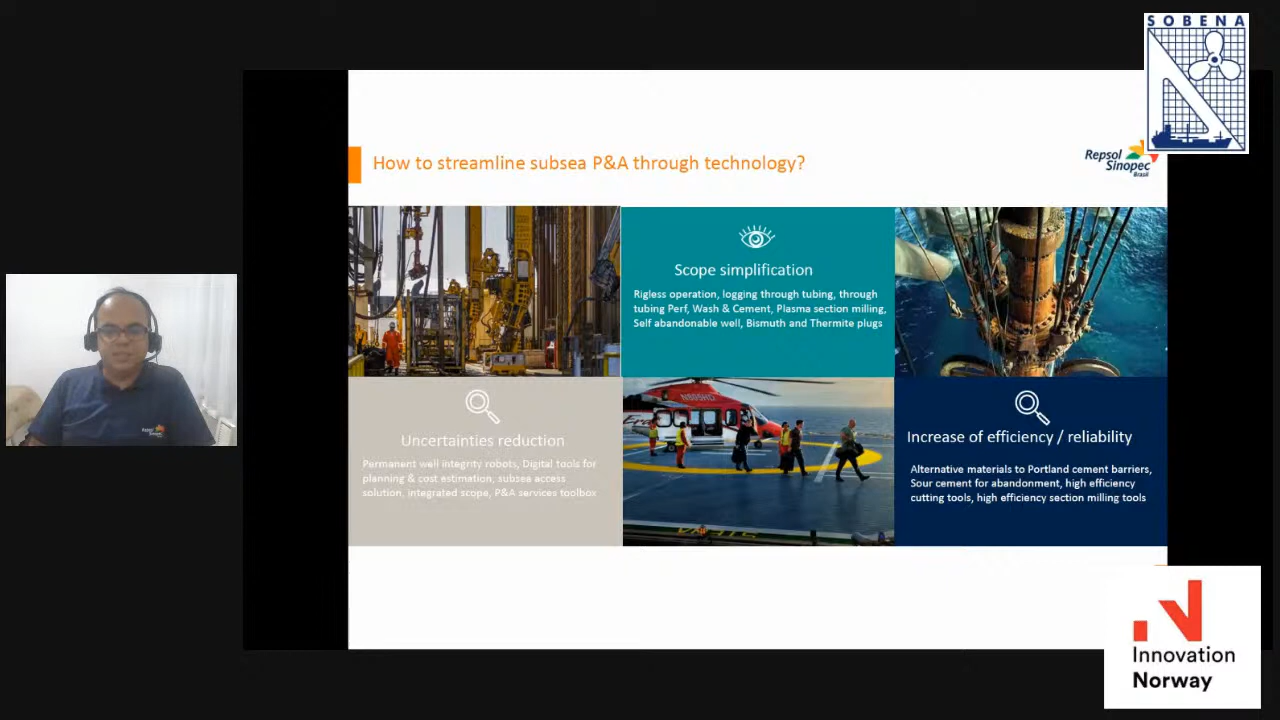 SOBENA
How to streamline subsea P&A through technology?
Repsol
Sinopec
Brasil
Scope simplification
Rigless operation, logging through tubing, through
tubing Perf, Wash & Cement, Plasma section milling,
Self abandonable well, Bismuth and Thermite plugs
Uncertainties reduction
Permanent well integrity robots, Digital tools for
planning & cost estimation, subsea access
solution, integrated scope, P&A services toolbox
Increase of efficiency / reliability
Alternative materials to Portland cement barriers,
Sour cement for abandonment, high efficiency
cutting tools, high efficiency section milling tools
Repsol
Sinopec
Innovation
Norway